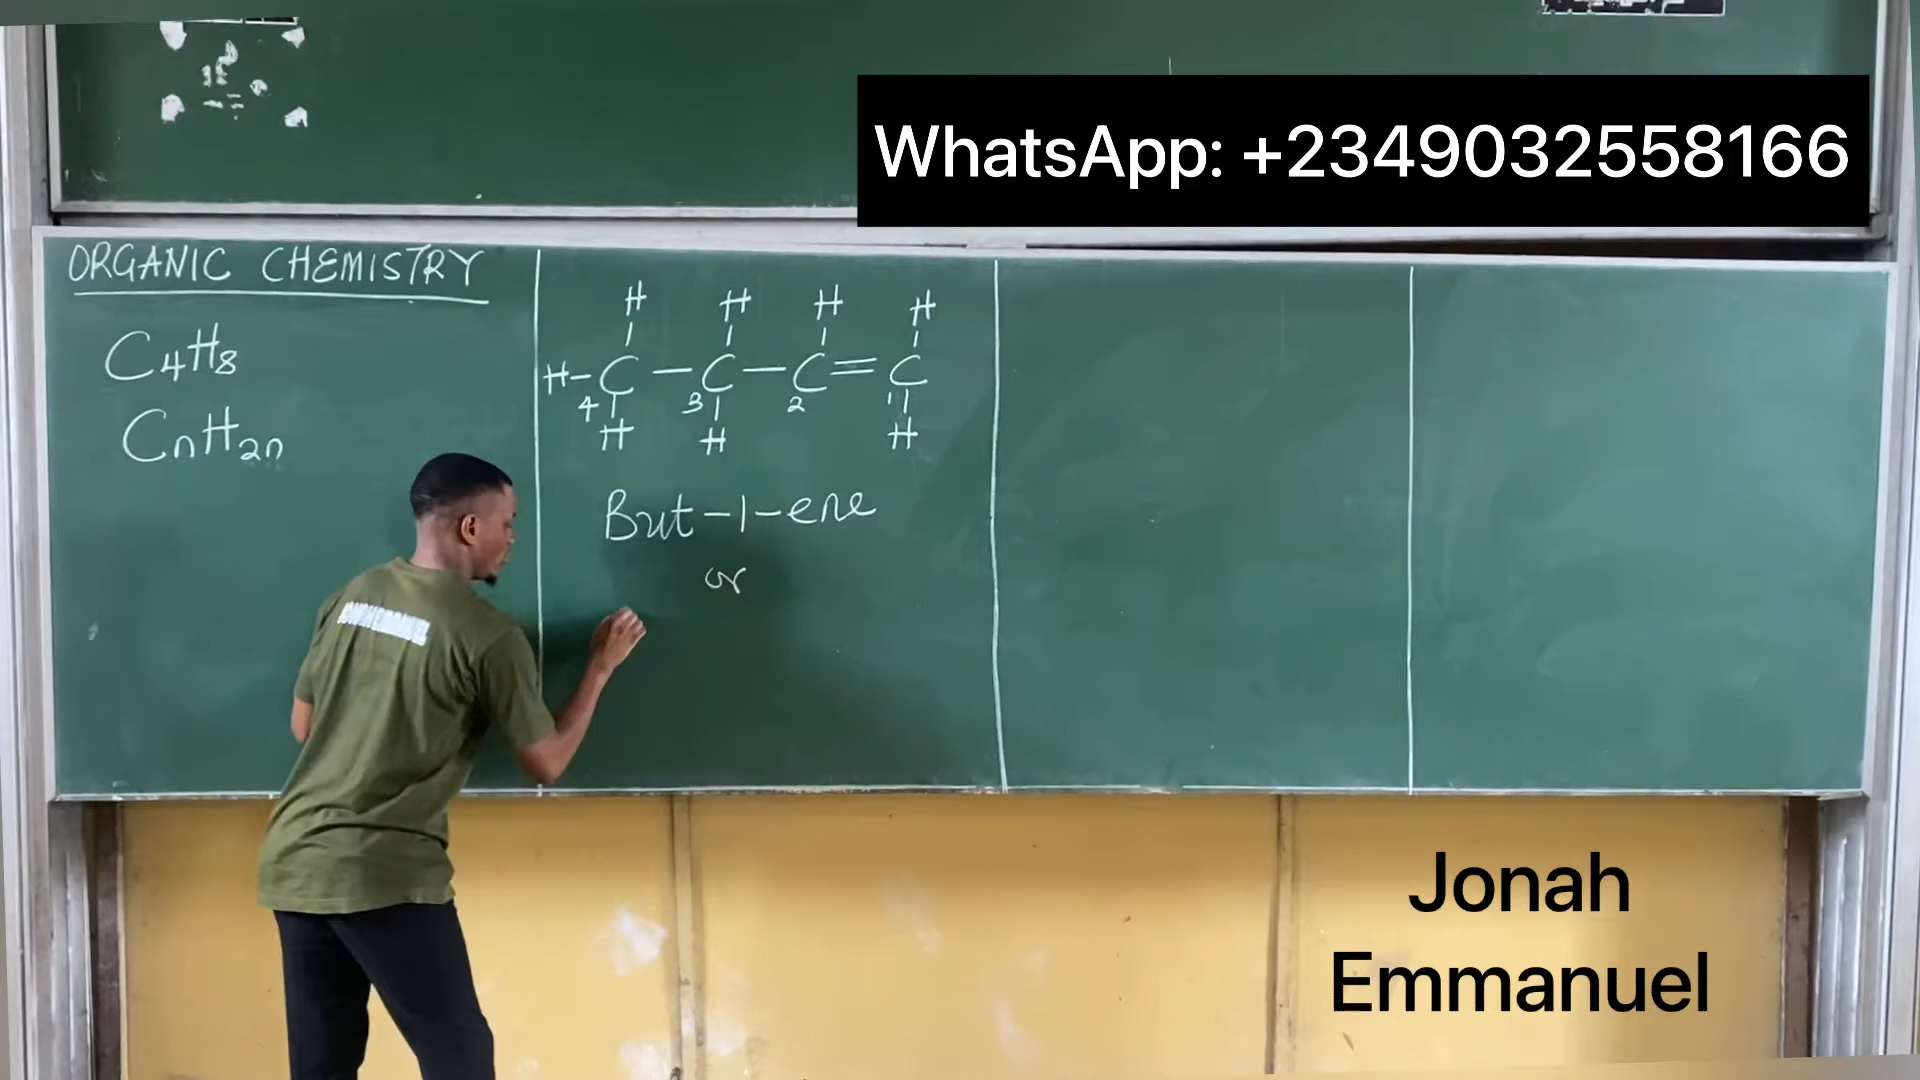 WhatsApp: +2349032558166
ORGANIC CHEMISTRY
C4H8
CnH2n
H H H H
H-C-C-C=C
4 3 2 1
H H H
But-1-ene
or
Jonah
Emmanuel